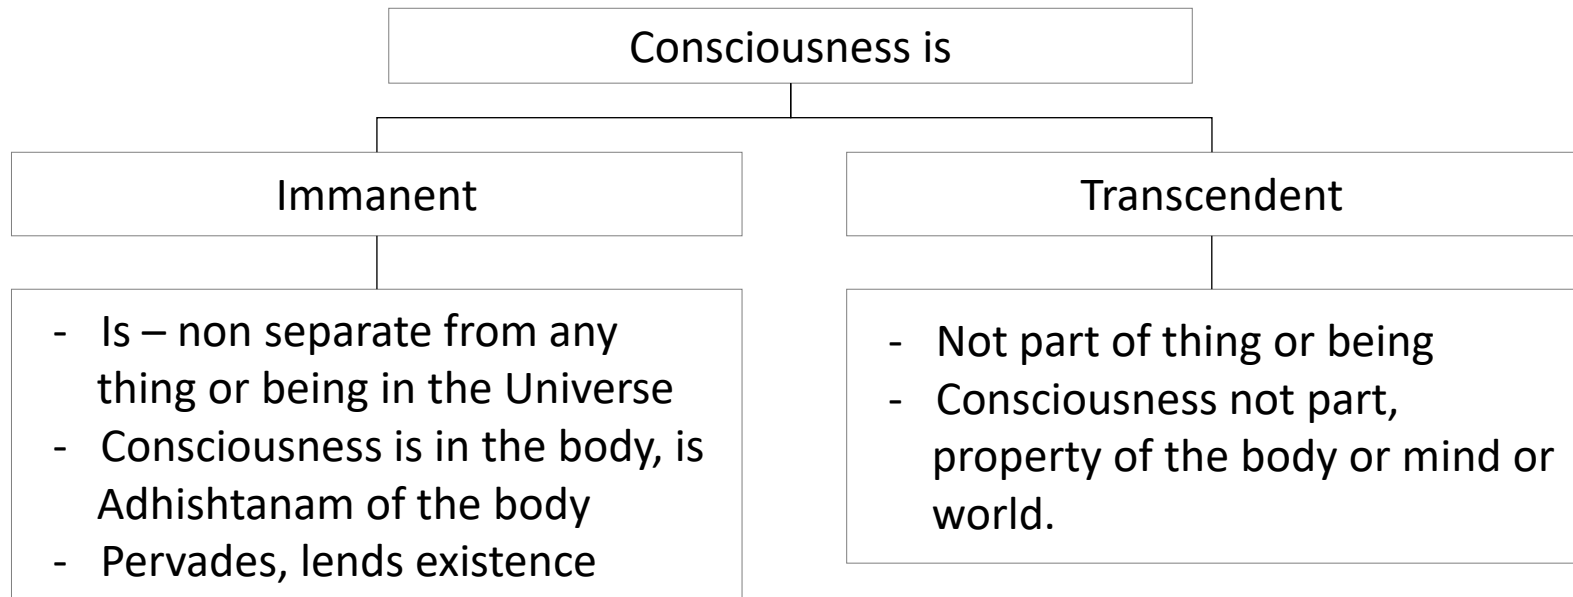 Consciousness is
Immanent
Transcendent
- Is – non separate from any
thing or being in the Universe
- Consciousness is in the body, is
Adhishtanam of the body
- Pervades, lends existence
- Not part of thing or being
- Consciousness not part,
property of the body or mind or
world.